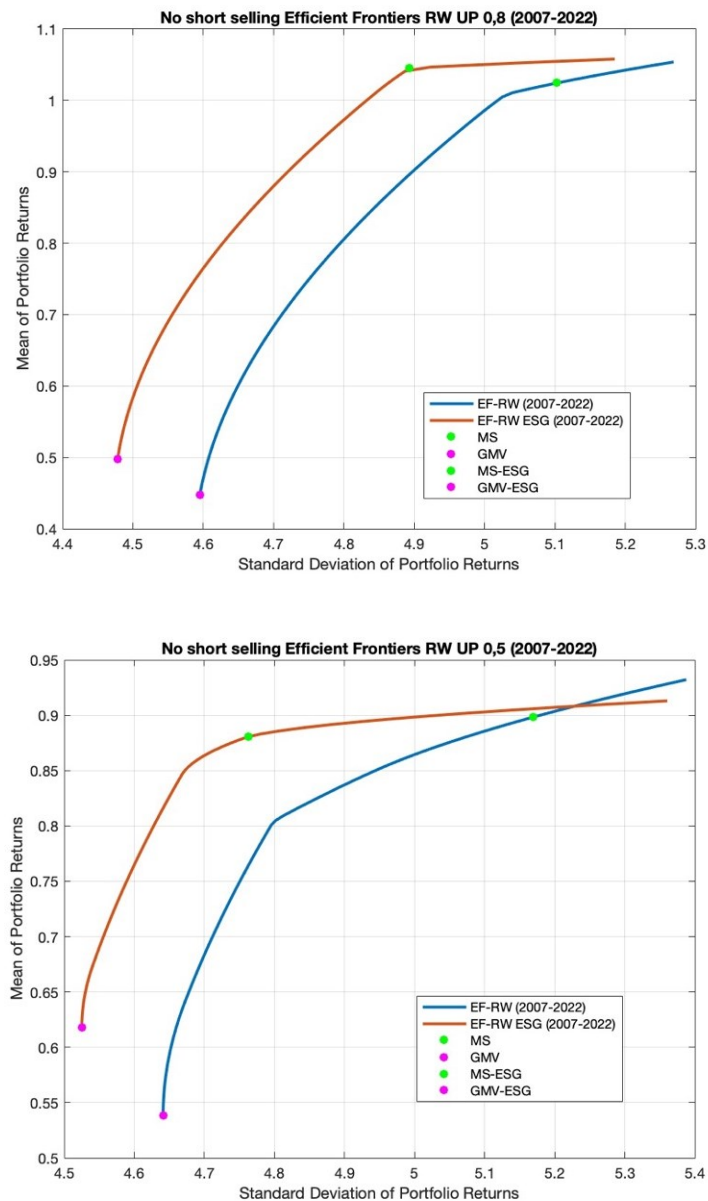 No short selling Efficient Frontiers RW UP 0,8 (2007-2022)
1.1
1
0.9
0.8
0.7
0.6
0.5
0.4
Mean of Portfolio Returns
EF-RW (2007-2022)
EF-RW ESG (2007-2022)
MS
GMV
MS-ESG
GMV-ESG
4.4 4.5 4.6 4.7 4.8 4.9 5 5.1 5.2 5.3
Standard Deviation of Portfolio Returns
No short selling Efficient Frontiers RW UP 0,5 (2007-2022)
0.95
0.9
0.85
0.8
0.75
0.7
0.65
0.6
0.55
0.5
Mean of Portfolio Returns
EF-RW (2007-2022)
EF-RW ESG (2007-2022)
MS
GMV
MS-ESG
GMV-ESG
4.5 4.6 4.7 4.8 4.9 5 5.1 5.2 5.3 5.4
Standard Deviation of Portfolio Returns